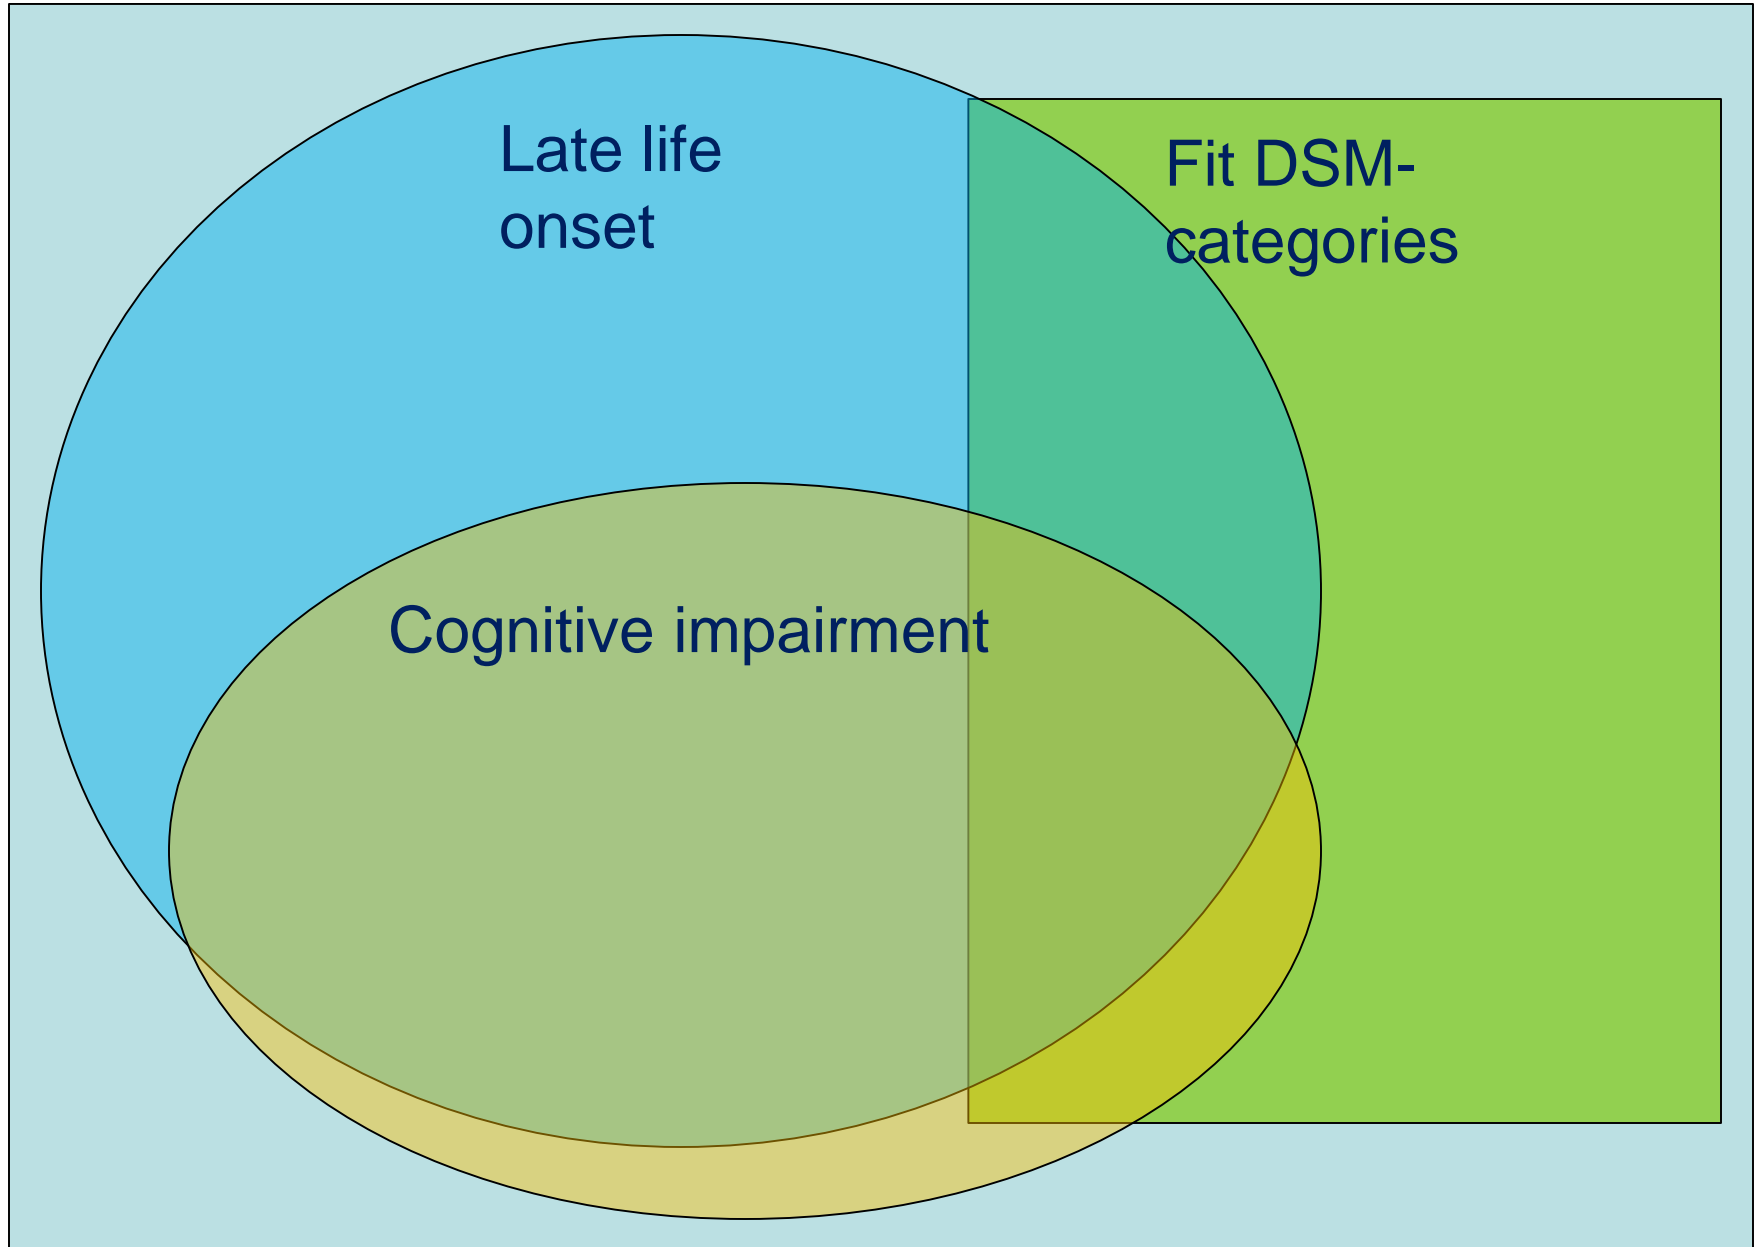 Late life
onset
Fit DSM-
categories
Cognitive impairment